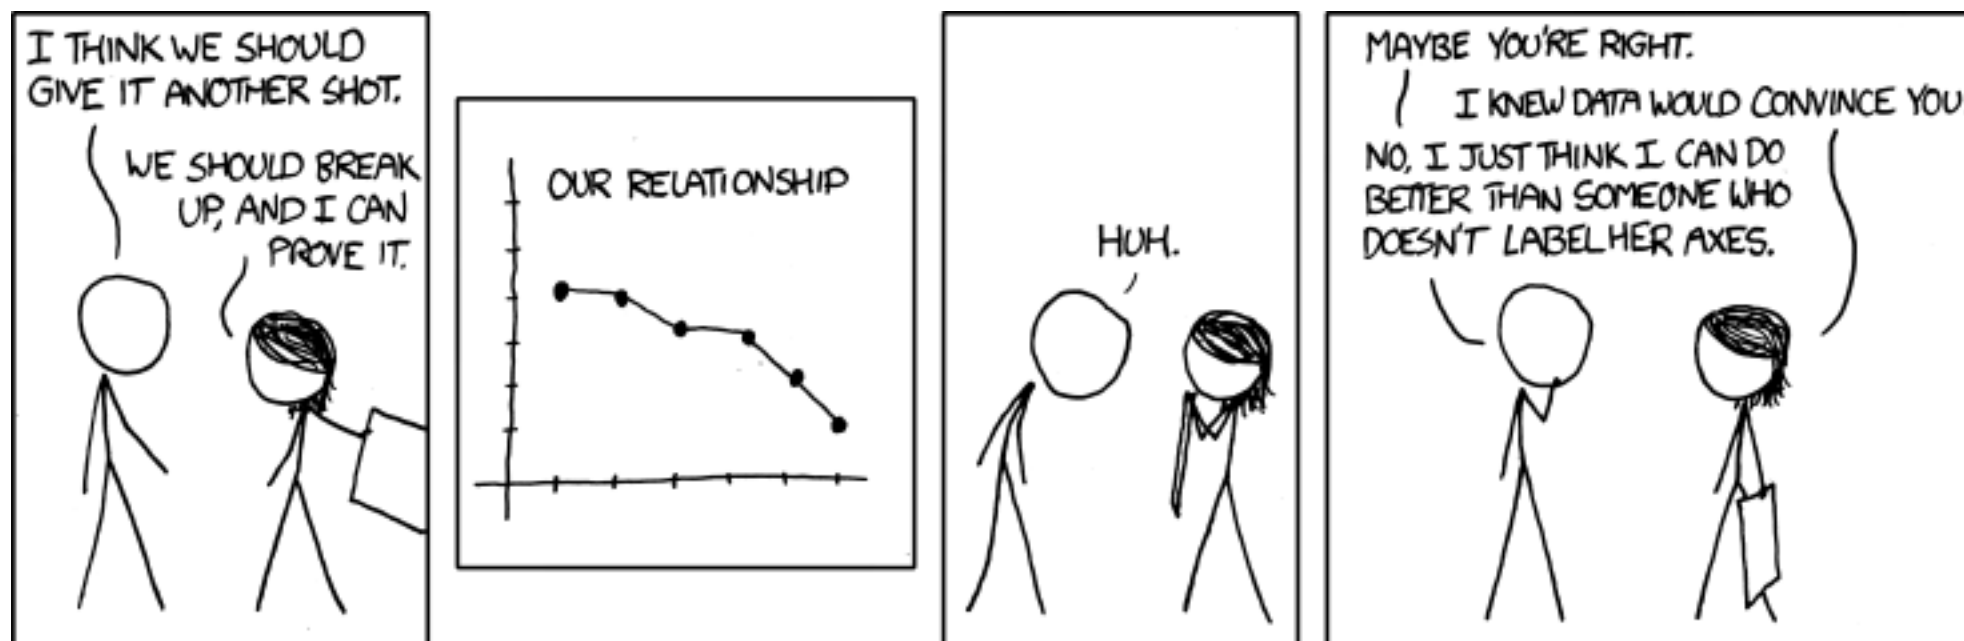 I THINK WE SHOULD
GIVE IT ANOTHER SHOT.
WE SHOULD BREAK
UP, AND I CAN
PROVE IT.
OUR RELATIONSHIP
HUH.
MAYBE YOU'RE RIGHT.
I KNEW DATA WOULD CONVINCE YOU
NO, I JUST THINK I CAN DO
BETTER THAN SOMEONE WHO
DOESN'T LABEL HER AXES.